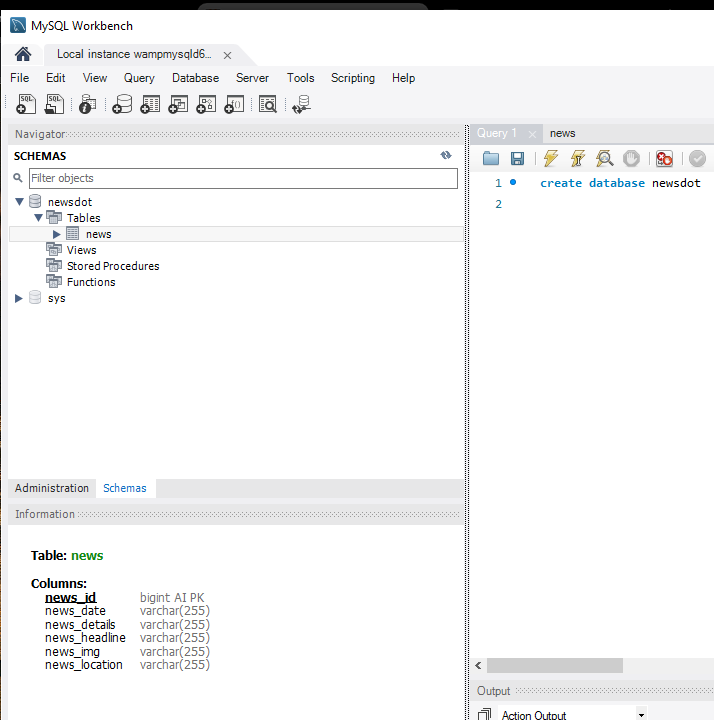 MySQL Workbench
Local instance wampmysqld6...
File Edit View Query Database Server Tools Scripting Help
Navigator
SCHEMAS
Filter objects
newsdot
Tables
news
Views
Stored Procedures
Functions
sys
Administration Schemas
Information
Table: news
Columns:
news_id bigint AI PK
news_date varchar(255)
news_details varchar(255)
news_headline varchar(255)
news_img varchar(255)
news_location varchar(255)
Query 1 news
1 create database newsdot
2
Output
Action Output